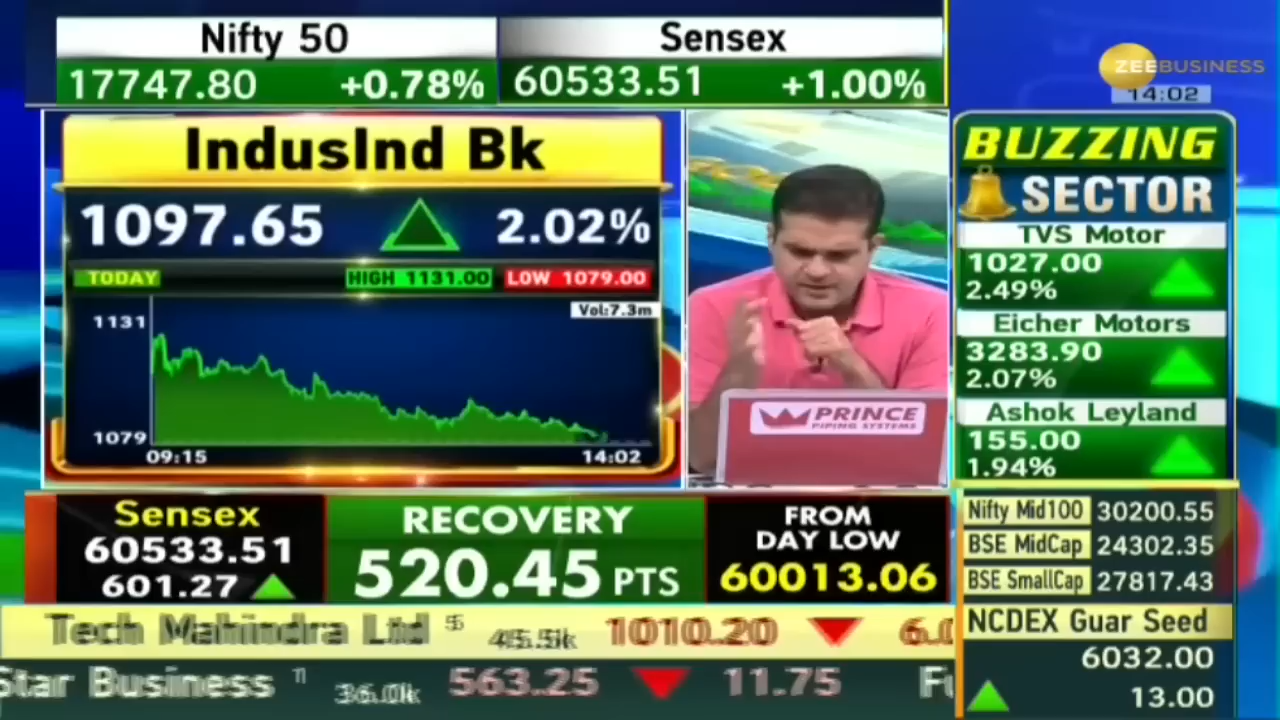 Nifty 50
17747.80 +0.78%
Sensex
60533.51 +1.00%
ZEEBUSINESS
14:02
IndusInd Bk
1097.65 2.02%
TODAY HIGH 1131.00 LOW 1079.00
Vol:7.3m
1131
1079
09:15 14:02
PRINCE
PIPING SYSTEMS
BUZZING
SECTOR
TVS Motor
1027.00
2.49%
Eicher Motors
3283.90
2.07%
Ashok Leyland
155.00
1.94%
Sensex
60533.51
601.27
RECOVERY
520.45 PTS
FROM
DAY LOW
60013.06
Nifty Mid100 30200.55
BSE MidCap 24302.35
BSE SmallCap 27817.43
NCDEX Guar Seed
6032.00
13.00
Tech Mahindra Ltd 45.5k 1010.20 6.0
Star Business 36.0k 563.25 11.75